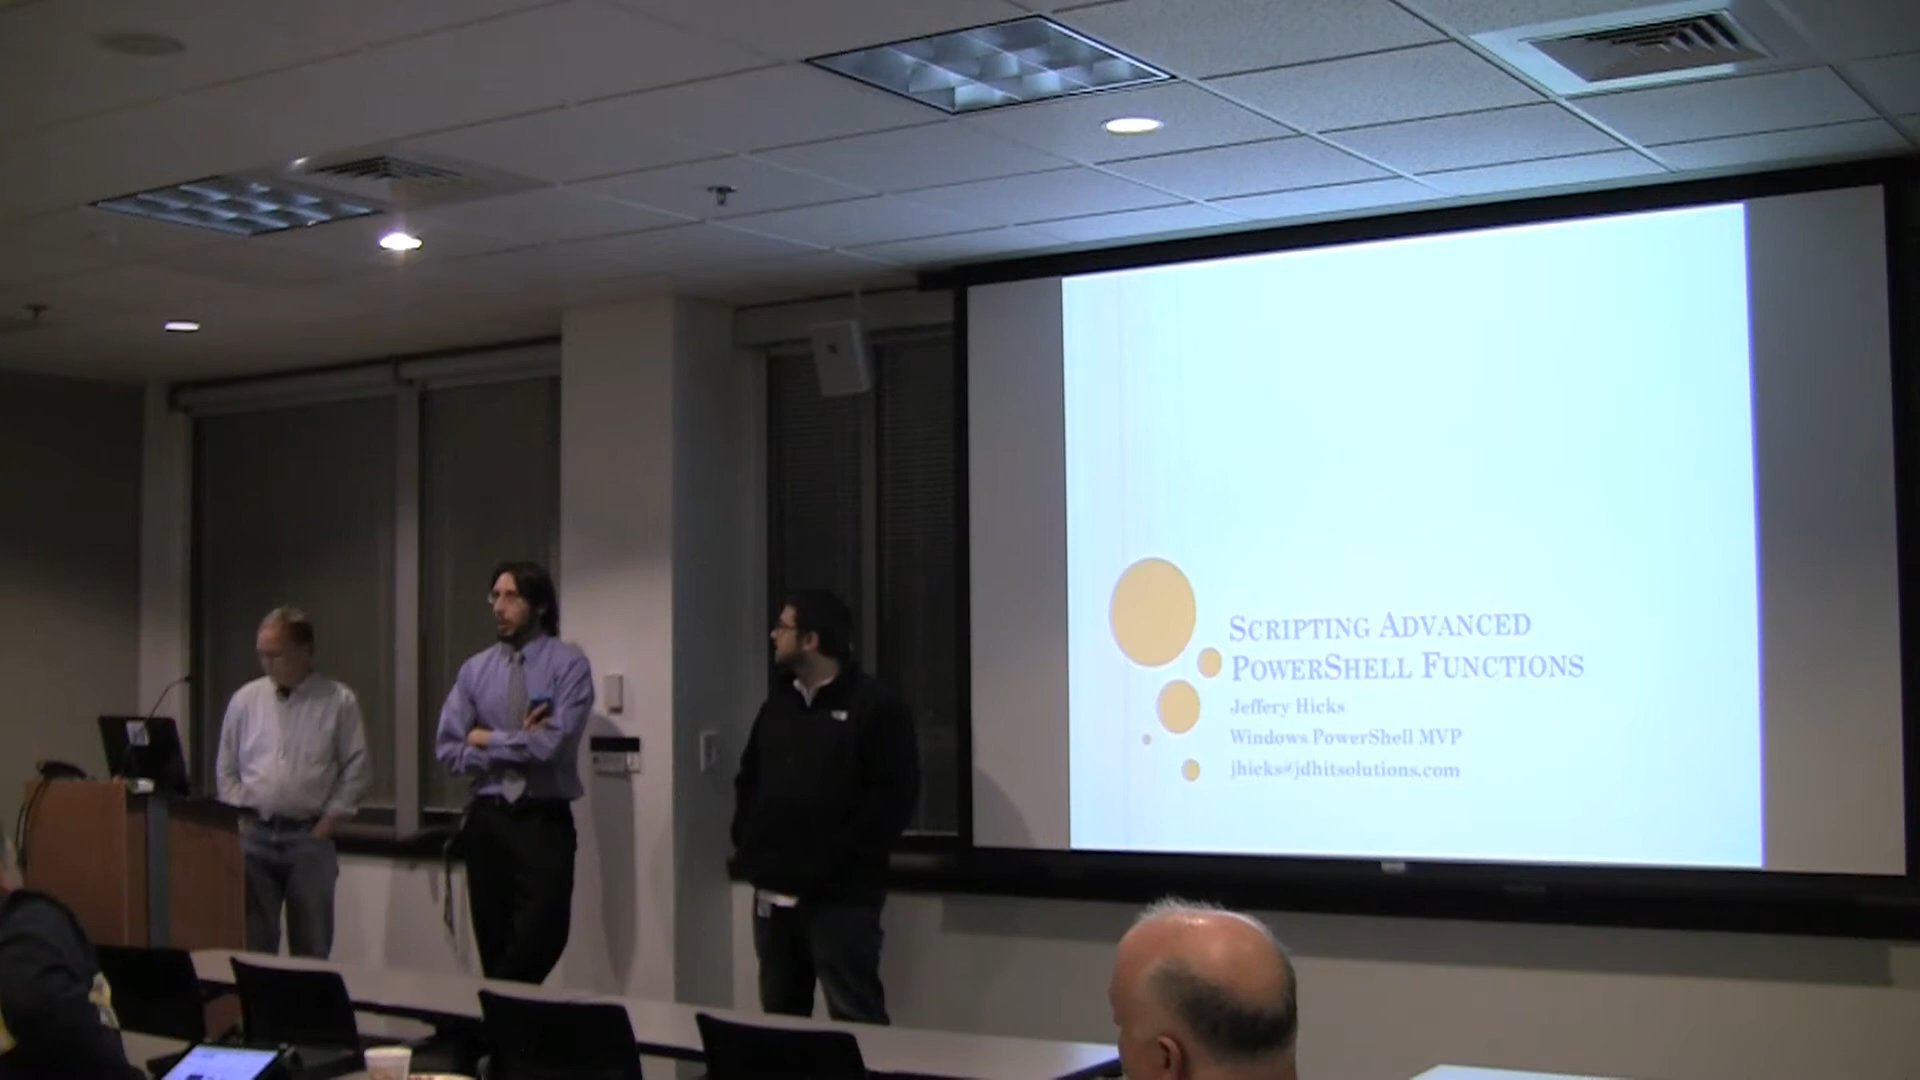 SCRIPTING ADVANCED
POWERSHELL FUNCTIONS
Jeffery Hicks
Windows PowerShell MVP
jhicks@jdhitsolutions.com